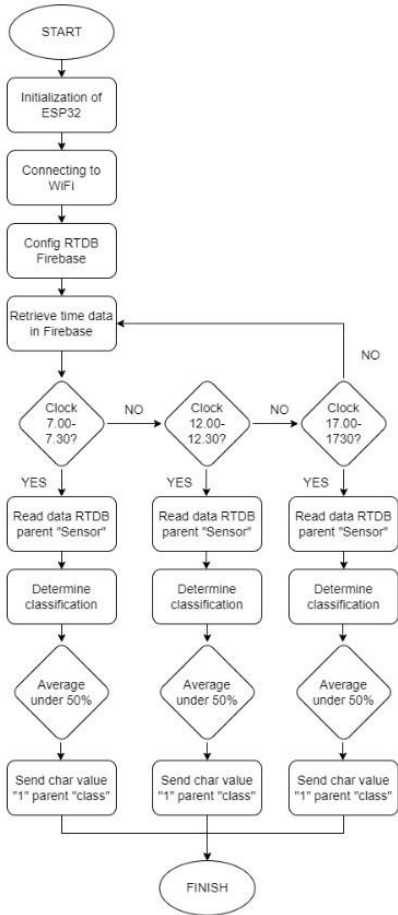 START
Initialization of
ESP32
Connecting to
WiFi
Config RTDB
Firebase
Retrieve time data
in Firebase
NO
Clock
7.00-
7.30?
NO
Clock
12.00-
12.30?
NO
Clock
17.00-
1730?
YES
YES
YES
Read data RTDB
parent "Sensor"
Read data RTDB
parent "Sensor"
Read data RTDB
parent "Sensor"
Determine
classification
Determine
classification
Determine
classification
Average
under 50%
Average
under 50%
Average
under 50%
Send char value
"1" parent "class"
Send char value
"1" parent "class"
Send char value
"1" parent "class"
FINISH